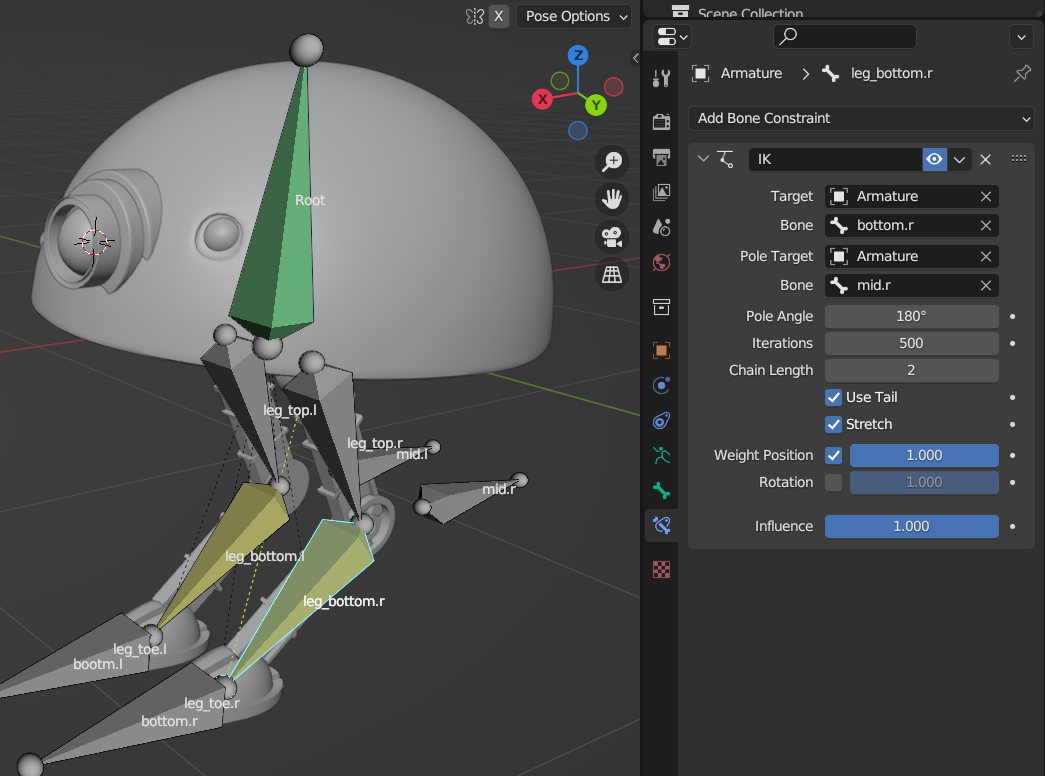 X
Pose Options
Scene Collection
Z
X
Y
Armature
leg_bottom.r
Add Bone Constraint
IK
Target
Armature
Bone
bottom.r
Pole Target
Armature
Bone
mid.r
Pole Angle
180°
Iterations
500
Chain Length
2
Use Tail
Stretch
Weight Position
1.000
Rotation
1.000
Influence
1.000
Root
leg_top.l
leg_top.r
mid.l
mid.r
leg_bottom.l
leg_bottom.r
leg_toe.l
bootm.l
leg_toe.r
bottom.r